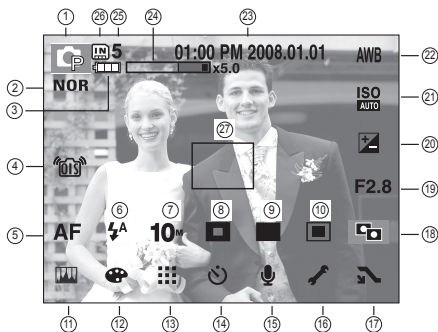 ㉖ ㉕ ㉔ ㉓
①
IN 5 01:00 PM 2008.01.01 AWB ㉒
P x5.0
② NOR
③
ISO AUTO ㉑
㉗
④ OIS ⑳
F2.8 ⑲
⑥ ⑦ ⑧ ⑨ ⑩
⑤ AF A 10M ⑱
⑪ ⑫ ⑬ ⑭ ⑮ ⑯ ⑰